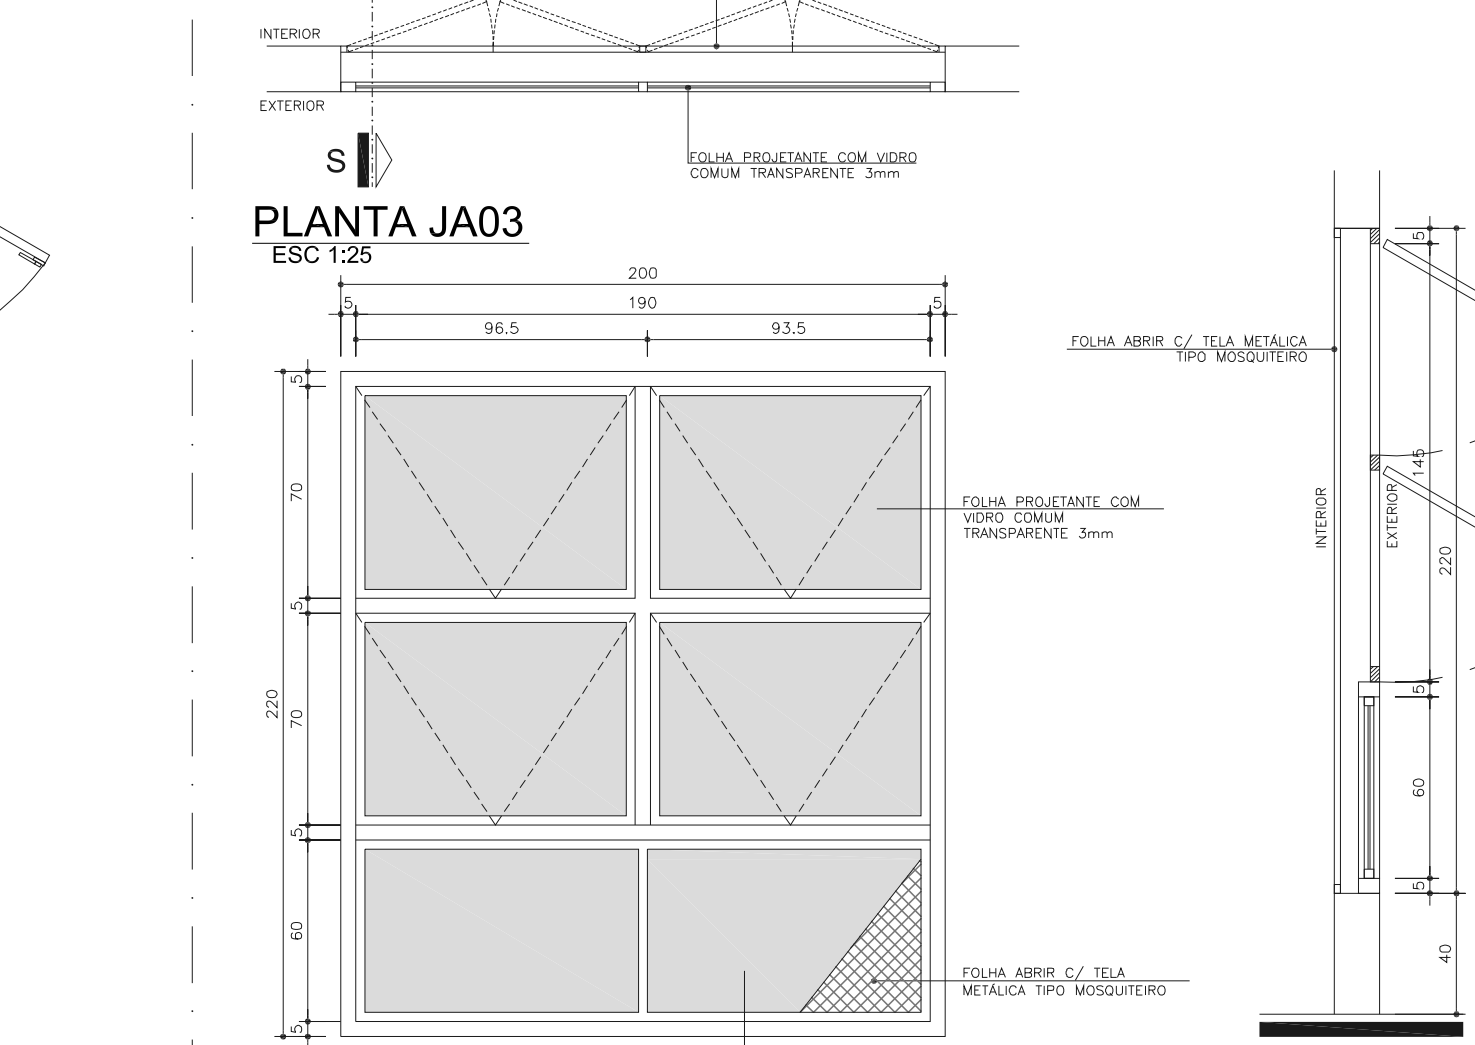 INTERIOR
EXTERIOR
FOLHA PROJETANTE COM VIDRO
COMUM TRANSPARENTE 3mm
S
PLANTA JA03
ESC 1:25
200
5
190
5
96.5
93.5
5
70
5
70
5
60
5
220
FOLHA PROJETANTE COM
VIDRO COMUM
TRANSPARENTE 3mm
FOLHA ABRIR C/ TELA
METÁLICA TIPO MOSQUITEIRO
FOLHA ABRIR C/ TELA METÁLICA
TIPO MOSQUITEIRO
INTERIOR
EXTERIOR
5
145
5
60
5
220
40